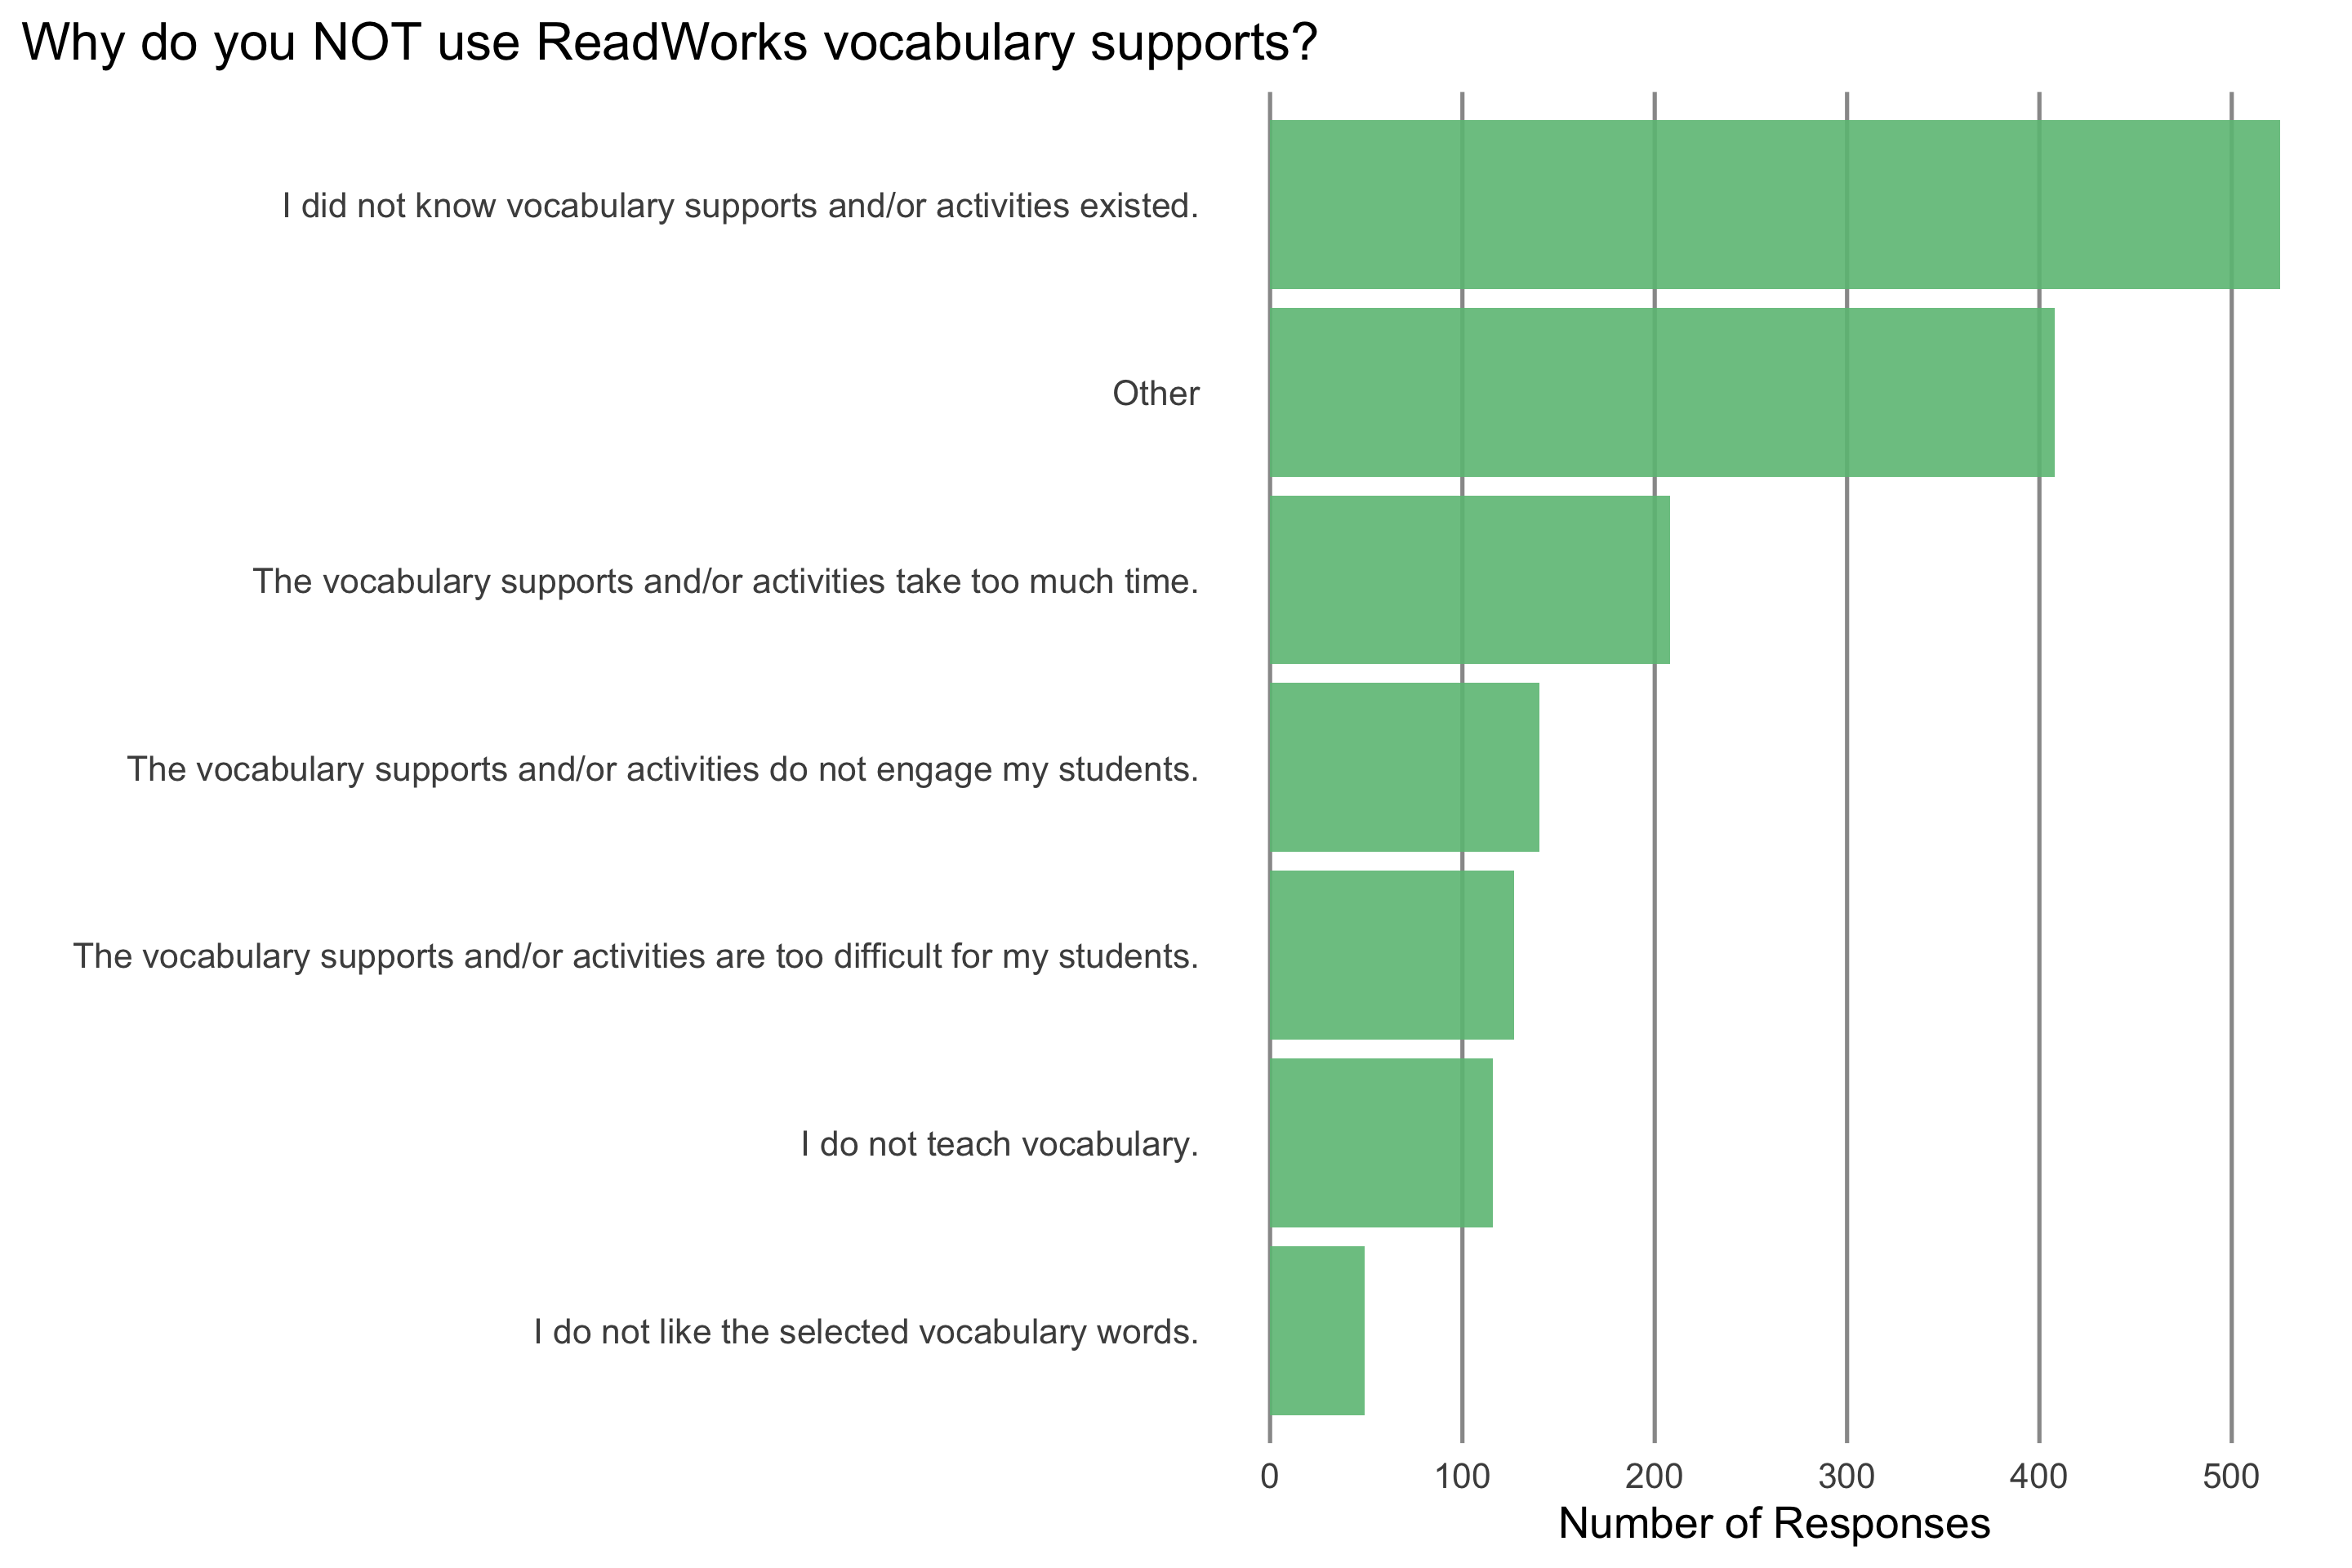 Why do you NOT use ReadWorks vocabulary supports?
I did not know vocabulary supports and/or activities existed.
Other
The vocabulary supports and/or activities take too much time.
The vocabulary supports and/or activities do not engage my students.
The vocabulary supports and/or activities are too difficult for my students.
I do not teach vocabulary.
I do not like the selected vocabulary words.
0 100 200 300 400 500
Number of Responses